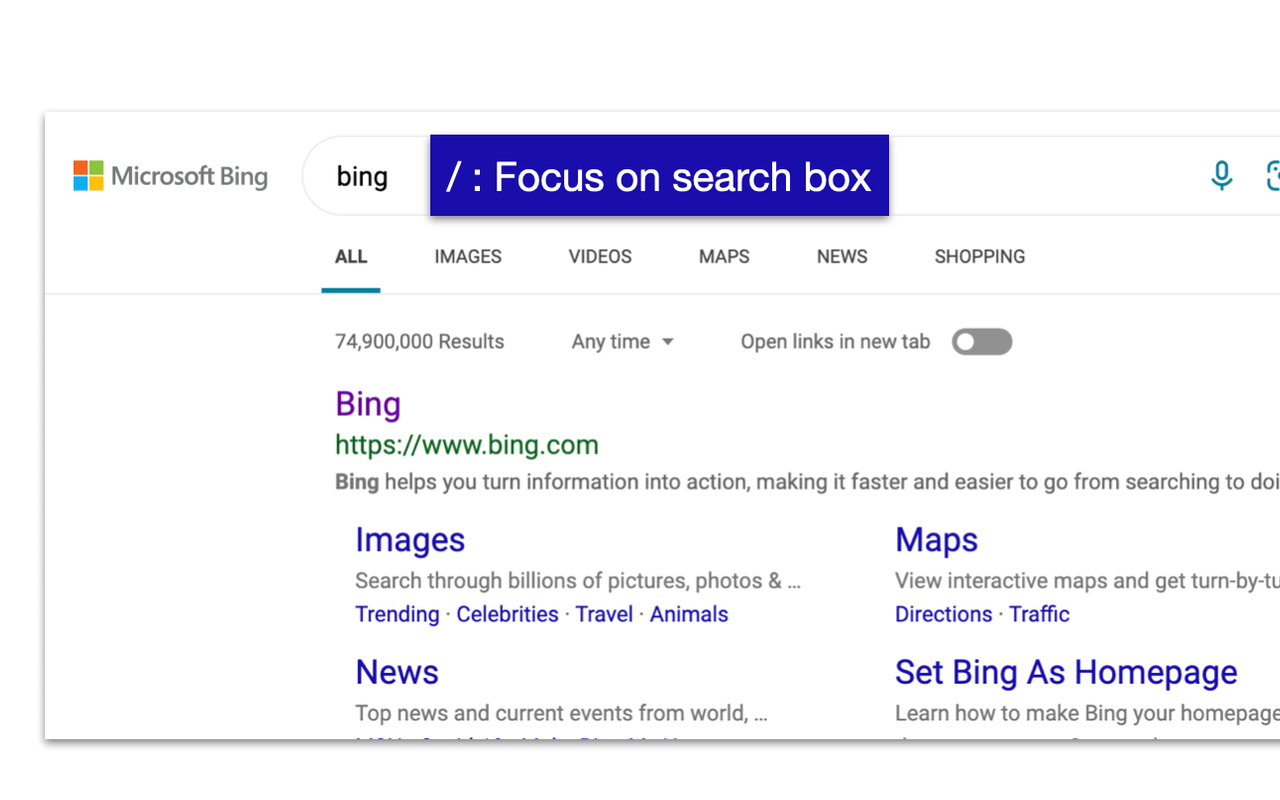 Microsoft Bing
bing
/ : Focus on search box
ALL IMAGES VIDEOS MAPS NEWS SHOPPING
74,900,000 Results Any time Open links in new tab
Bing
https://www.bing.com
Bing helps you turn information into action, making it faster and easier to go from searching to doi
Images
Search through billions of pictures, photos & ...
Trending · Celebrities · Travel · Animals
Maps
View interactive maps and get turn-by-tu
Directions · Traffic
News
Top news and current events from world, ...
Set Bing As Homepage
Learn how to make Bing your homepage